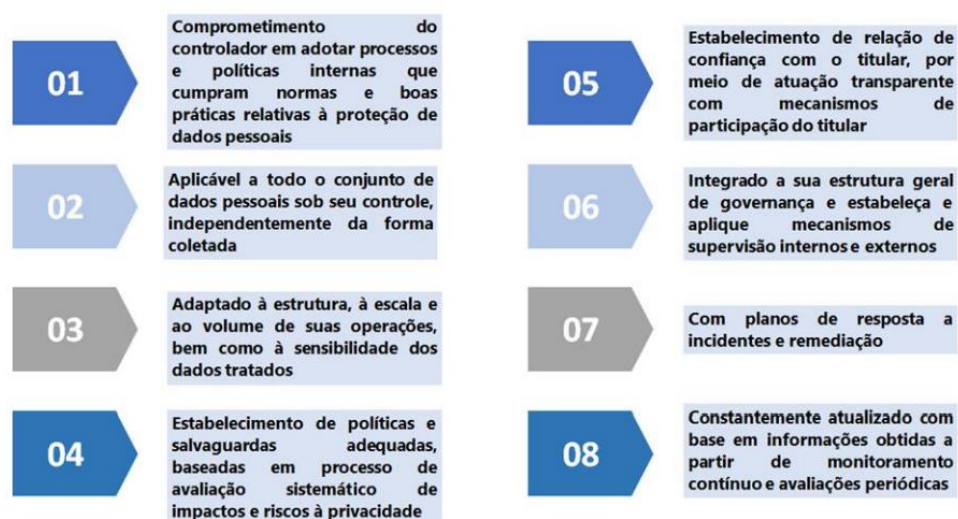 01
Comprometimento do
controlador em adotar processos
e políticas internas que
cumpram normas e boas
práticas relativas à proteção de
dados pessoais
02
Aplicável a todo o conjunto de
dados pessoais sob seu controle,
independentemente da forma
coletada
03
Adaptado à estrutura, à escala e
ao volume de suas operações,
bem como à sensibilidade dos
dados tratados
04
Estabelecimento de políticas e
salvaguardas adequadas,
baseadas em processo de
avaliação sistemático de
impactos e riscos à privacidade
05
Estabelecimento de relação de
confiança com o titular, por
meio de atuação transparente
com mecanismos de
participação do titular
06
Integrado a sua estrutura geral
de governança e estabeleça e
aplique mecanismos de
supervisão internos e externos
07
Com planos de resposta a
incidentes e remediação
08
Constantemente atualizado com
base em informações obtidas a
partir de monitoramento
contínuo e avaliações periódicas